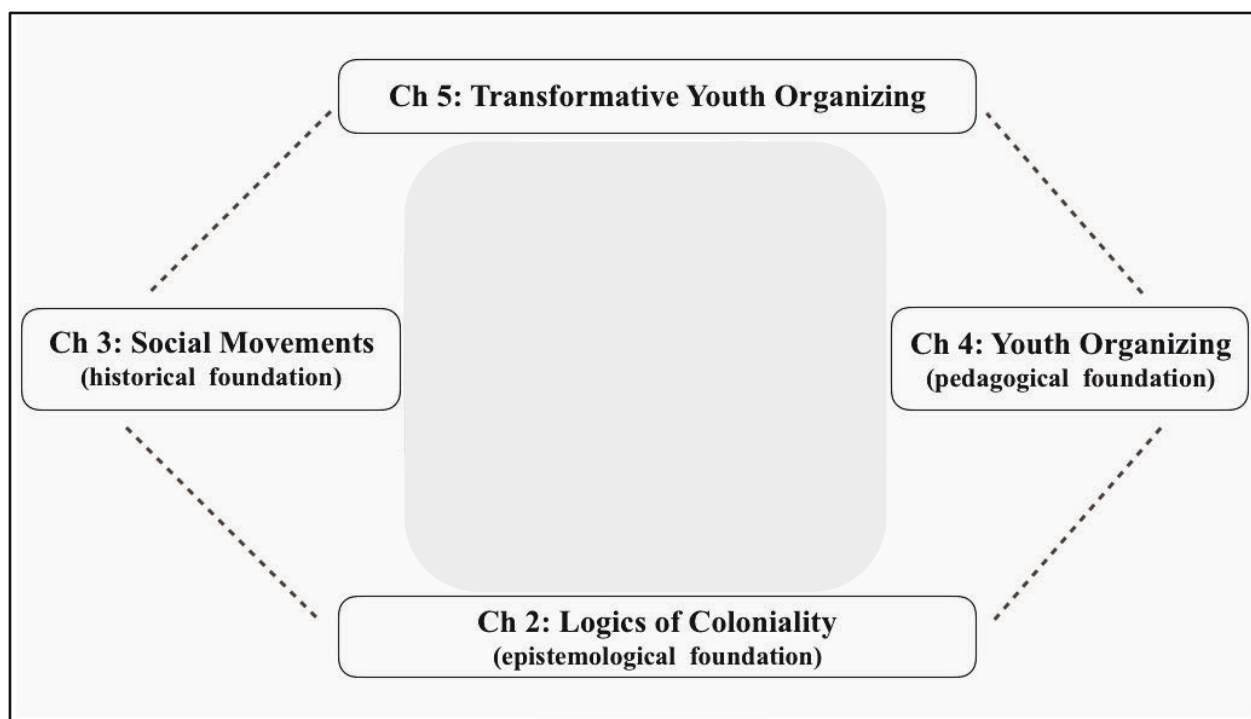 Ch 5: Transformative Youth Organizing
Ch 3: Social Movements
(historical foundation)
Ch 4: Youth Organizing
(pedagogical foundation)
Ch 2: Logics of Coloniality
(epistemological foundation)